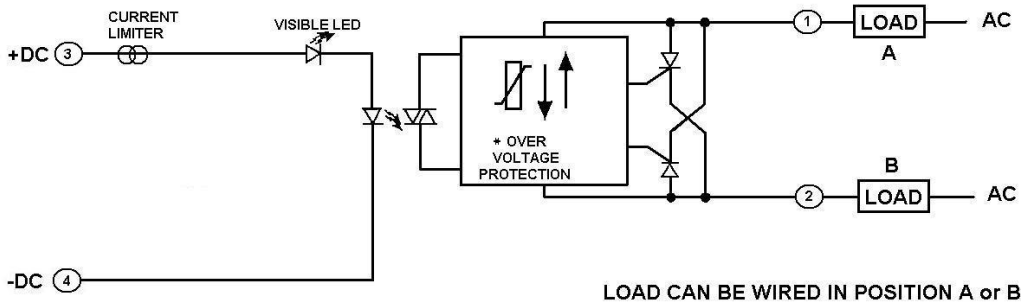 CURRENT
LIMITER
VISIBLE LED
+DC 3
1 LOAD AC
A
* OVER
VOLTAGE
PROTECTION
B
2 LOAD AC
-DC 4
LOAD CAN BE WIRED IN POSITION A or B